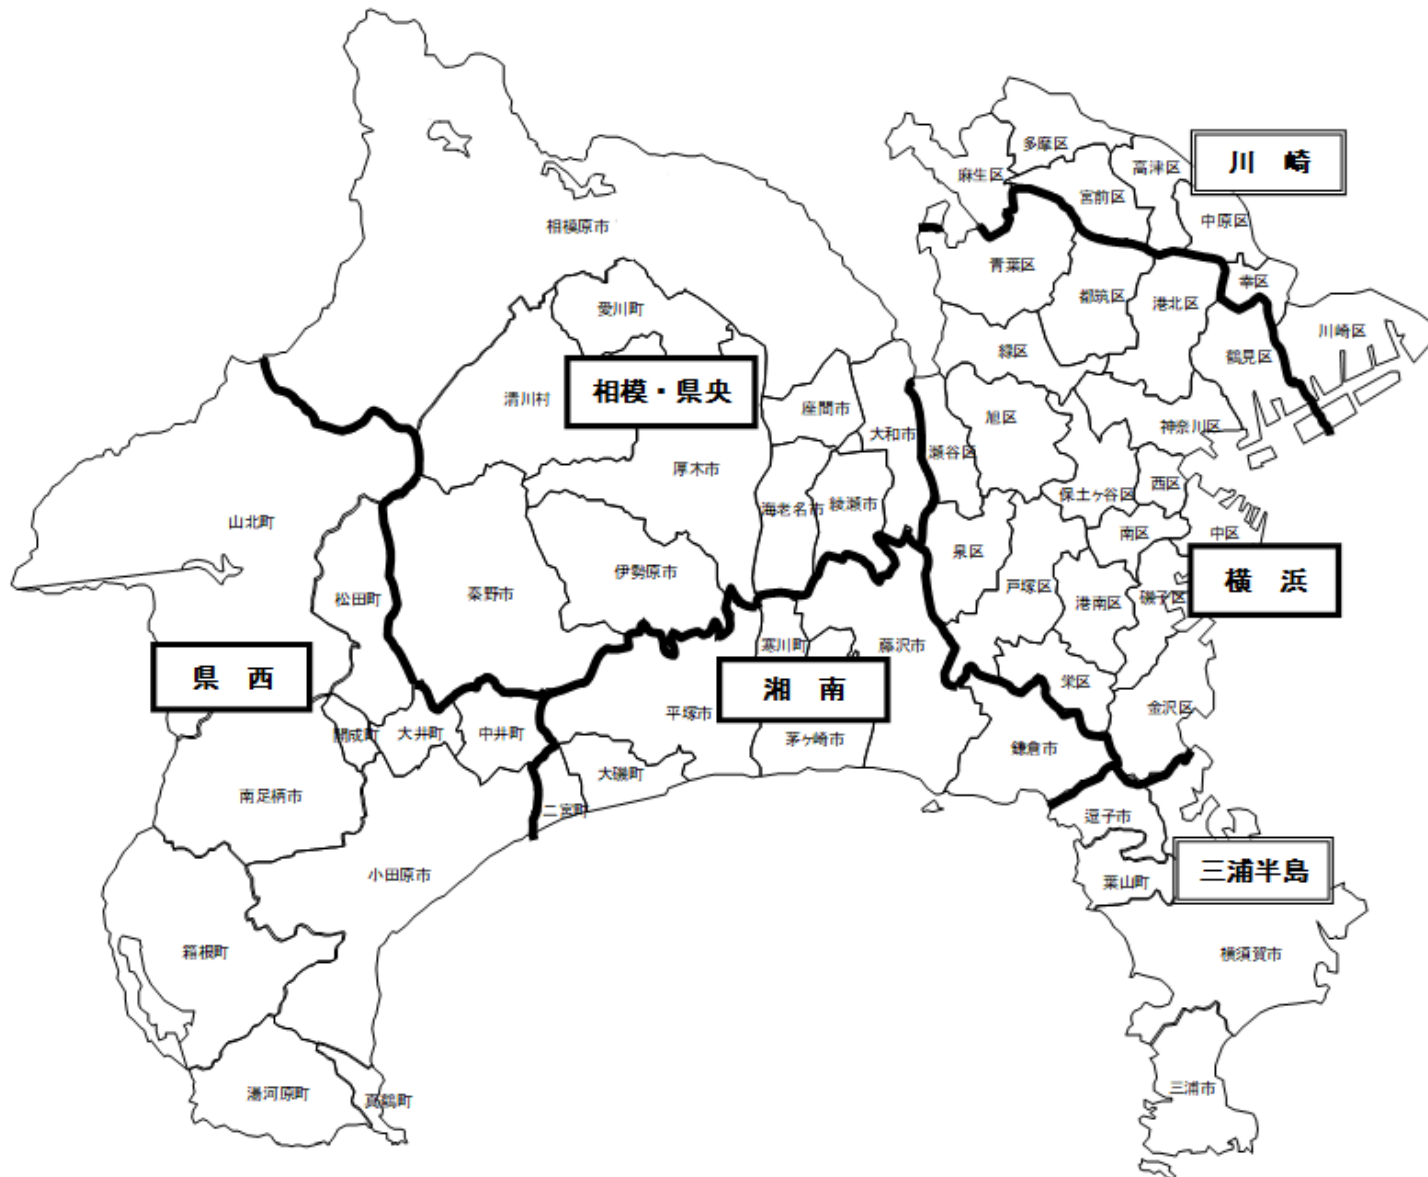 多摩区
川　崎
高津区
麻生区
宮前区
中原区
相模原市
青葉区
幸区
都筑区
港北区
愛川町
川崎区
緑区
鶴見区
相模・県央
清川村
座間市
旭区
神奈川区
大和市
瀬谷区
厚木市
西区
保土ヶ谷区
綾瀬市
海老名市
山北町
南区
中区
泉区
伊勢原市
横　浜
戸塚区
秦野市
松田町
港南区
磯子区
寒川町
藤沢市
県　西
栄区
湘　南
金沢区
平塚市
開成町
大井町
中井町
茅ヶ崎市
鎌倉市
大磯町
南足柄市
二宮町
逗子市
小田原市
三浦半島
葉山町
箱根町
横須賀市
三浦市
湯河原町
真鶴町